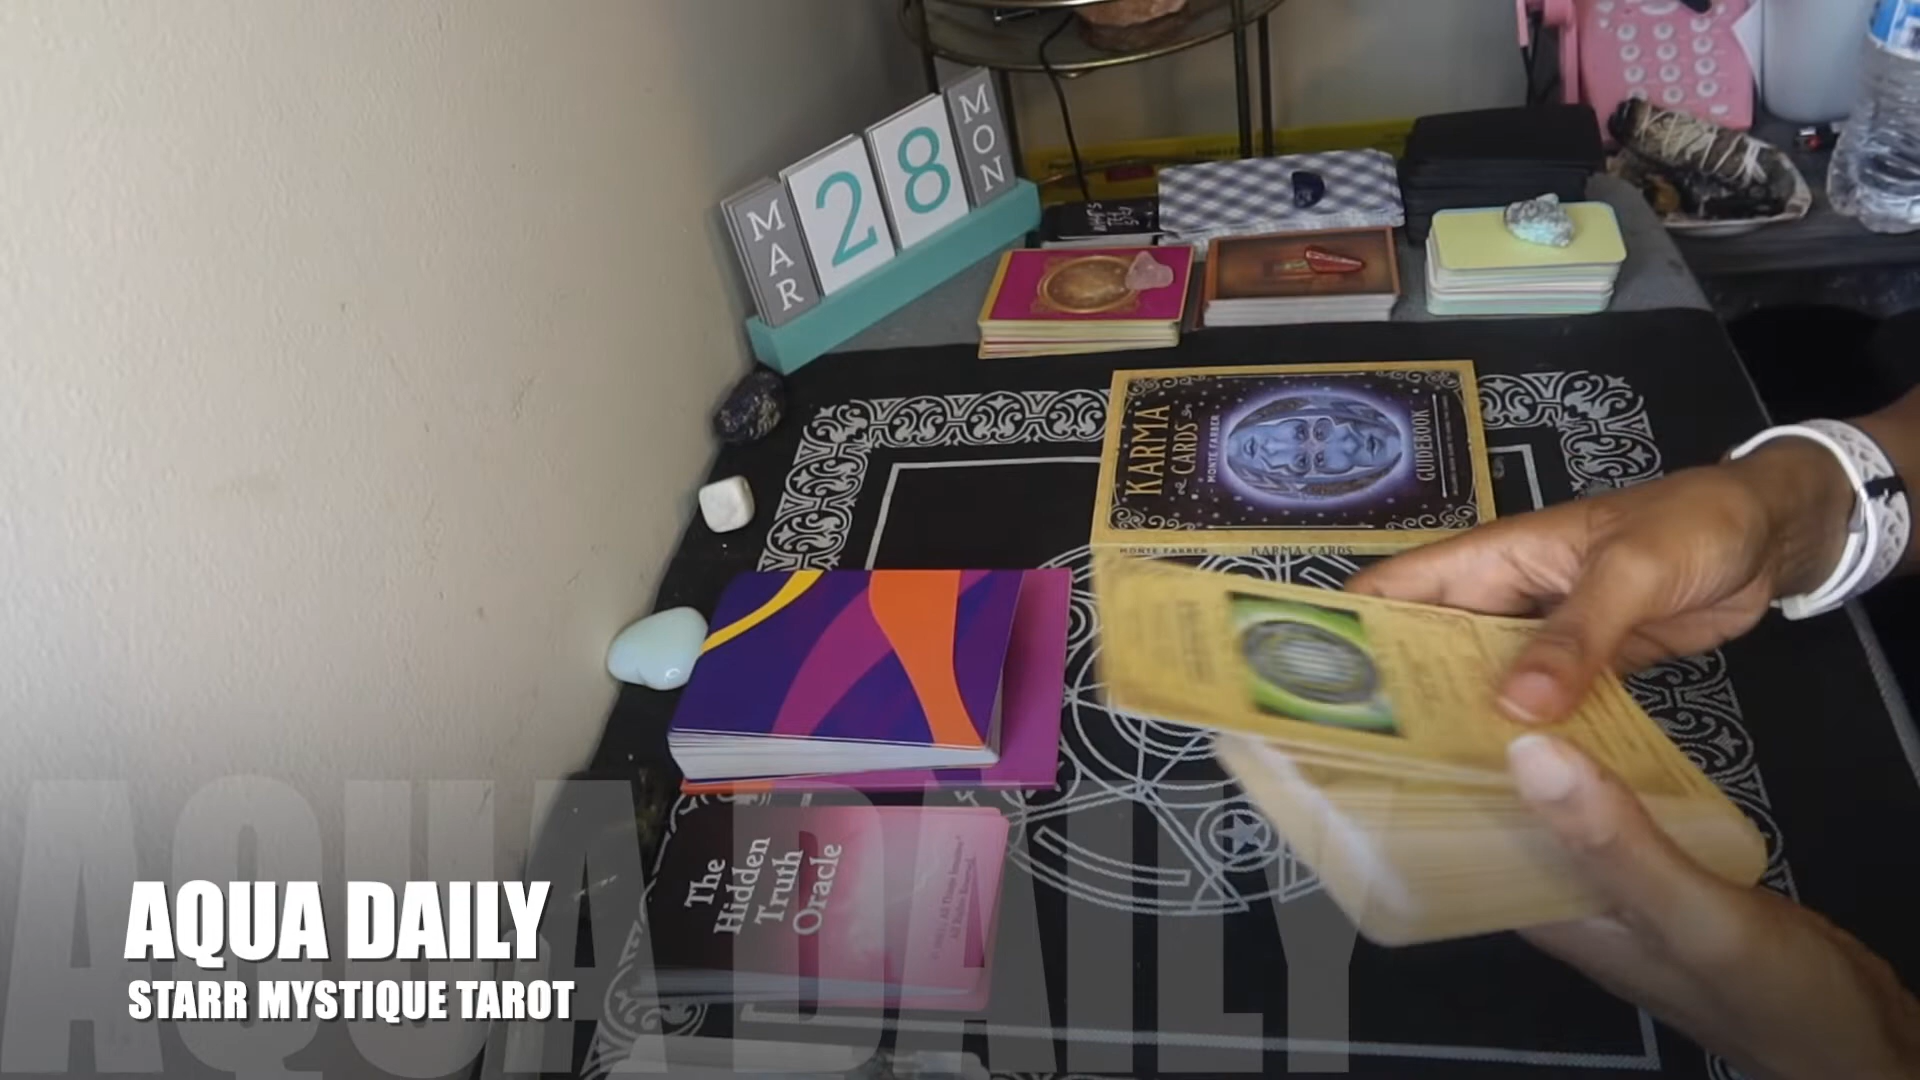 MAR 28 MON
KARMA
CARDS
MONTE FARBER
GUIDEBOOK
MONTE FARBER KARMA CARDS
The
Hidden
Truth
Oracle
AQUA DAILY
AQUA DAILY
STARR MYSTIQUE TAROT